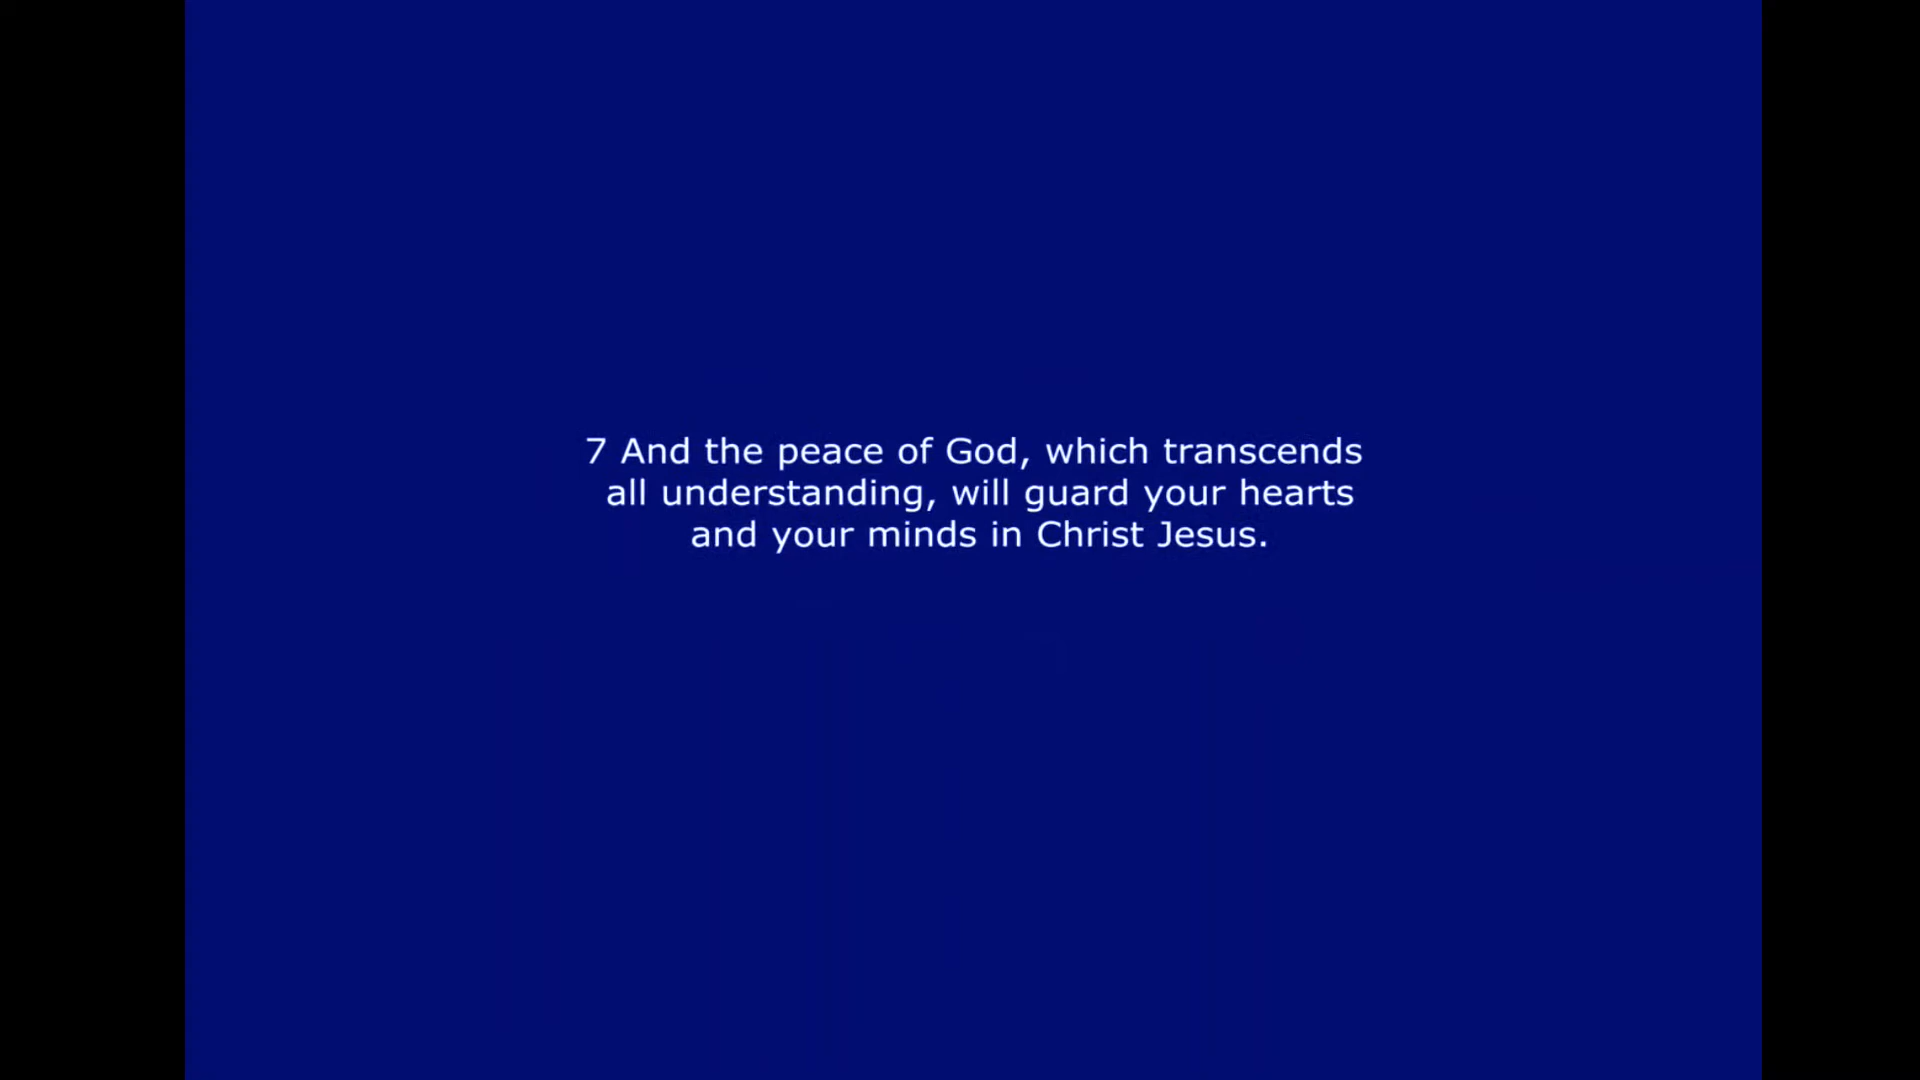 7 And the peace of God, which transcends
all understanding, will guard your hearts
and your minds in Christ Jesus.